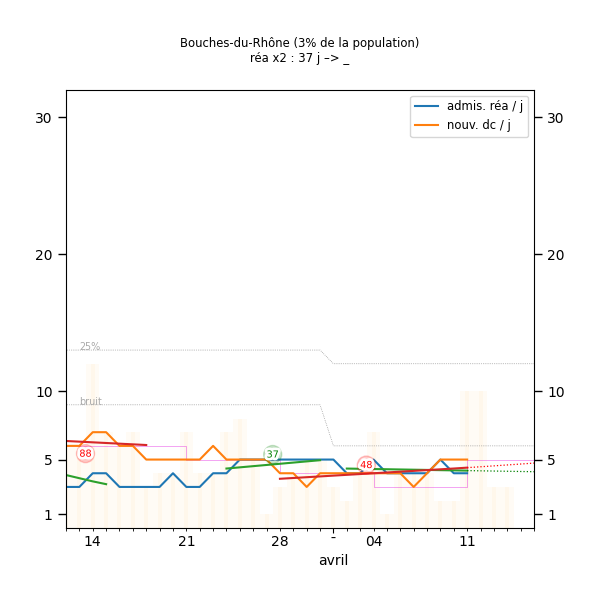 Bouches-du-Rhône (3% de la population)
réa x2 : 37 j –> _
admis. réa / j
nouv. dc / j
30 30
20 20
25%
10 10
bruit
88
37
48
5 5
1 1
14 21 28 - 04 11
avril